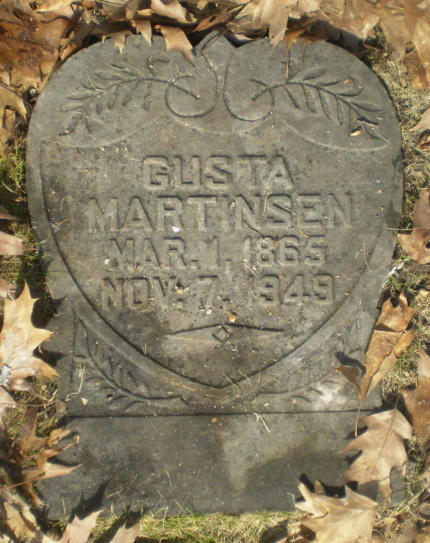 GUSTA
MARTINSEN
MAR. 1, 1865
NOV. 7, 1949